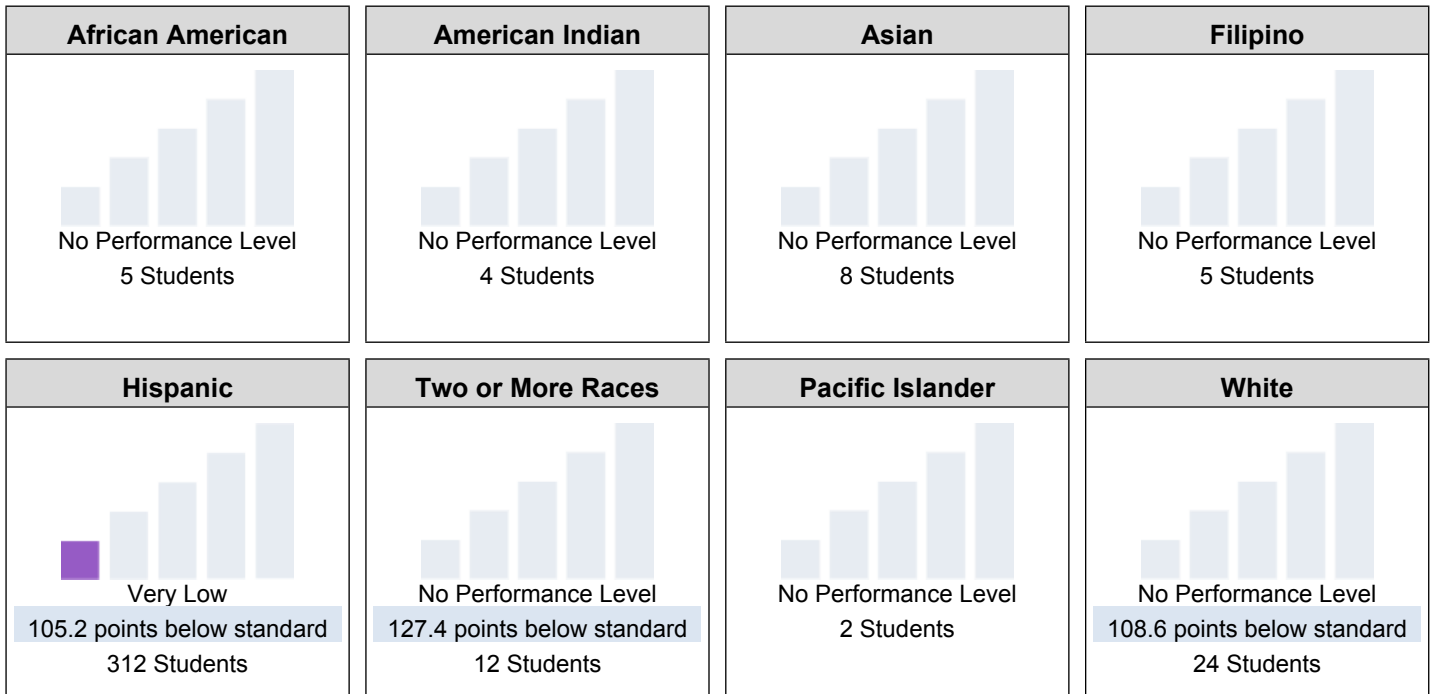 African American
No Performance Level
5 Students
American Indian
No Performance Level
4 Students
Asian
No Performance Level
8 Students
Filipino
No Performance Level
5 Students
Hispanic
Very Low
105.2 points below standard
312 Students
Two or More Races
No Performance Level
127.4 points below standard
12 Students
Pacific Islander
No Performance Level
2 Students
White
No Performance Level
108.6 points below standard
24 Students